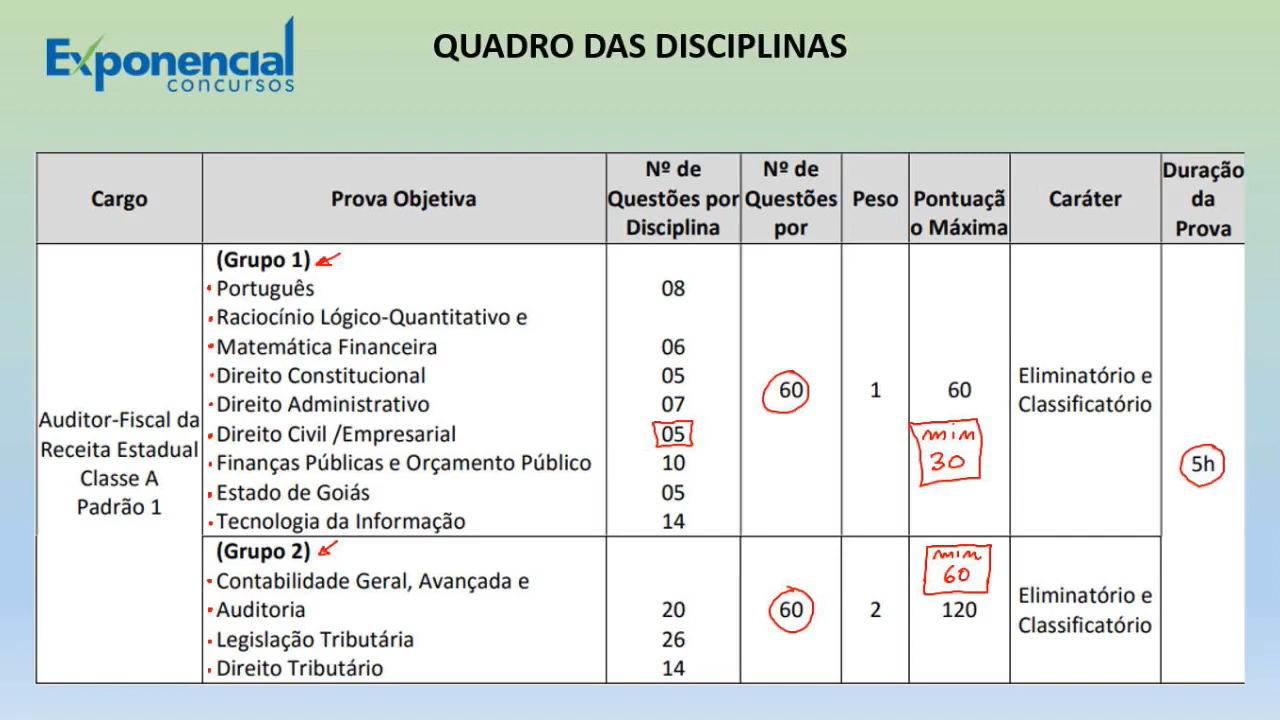 Exponencial
concursos
QUADRO DAS DISCIPLINAS
Cargo
Prova Objetiva
Nº de
Questões por
Disciplina
Nº de
Questões
por
Peso
Pontuaçã
o Máxima
Caráter
Duração
da
Prova
Auditor-Fiscal da
Receita Estadual
Classe A
Padrão 1
(Grupo 1)
Português 08
Raciocínio Lógico-Quantitativo e
Matemática Financeira 06
Direito Constitucional 05
Direito Administrativo 07
Direito Civil /Empresarial 05
Finanças Públicas e Orçamento Público 10
Estado de Goiás 05
Tecnologia da Informação 14
60
1
60
min
30
Eliminatório e
Classificatório
5h
(Grupo 2)
Contabilidade Geral, Avançada e
Auditoria 20
Legislação Tributária 26
Direito Tributário 14
60
2
min
60
120
Eliminatório e
Classificatório